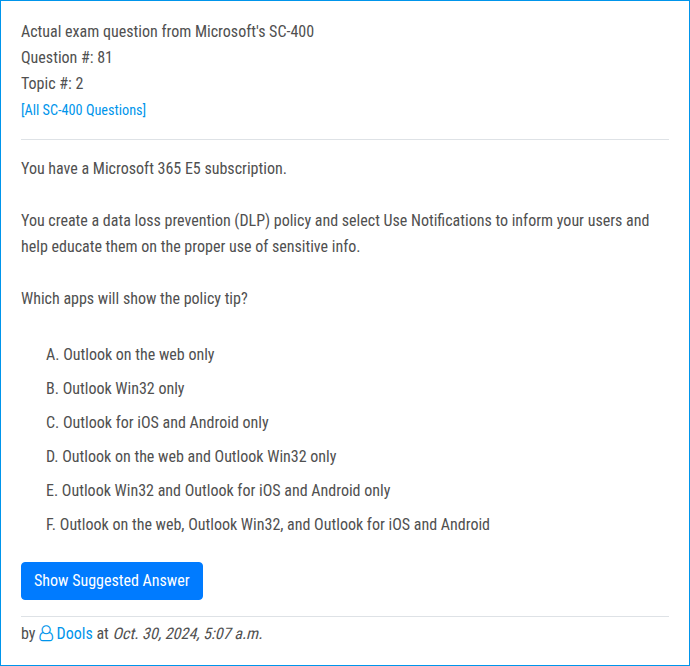 Actual exam question from Microsoft's SC-400
Question #: 81
Topic #: 2
[All SC-400 Questions]
You have a Microsoft 365 E5 subscription.
You create a data loss prevention (DLP) policy and select Use Notifications to inform your users and
help educate them on the proper use of sensitive info.
Which apps will show the policy tip?
A. Outlook on the web only
B. Outlook Win32 only
C. Outlook for iOS and Android only
D. Outlook on the web and Outlook Win32 only
E. Outlook Win32 and Outlook for iOS and Android only
F. Outlook on the web, Outlook Win32, and Outlook for iOS and Android
Show Suggested Answer
by Dools at Oct. 30, 2024, 5:07 a.m.